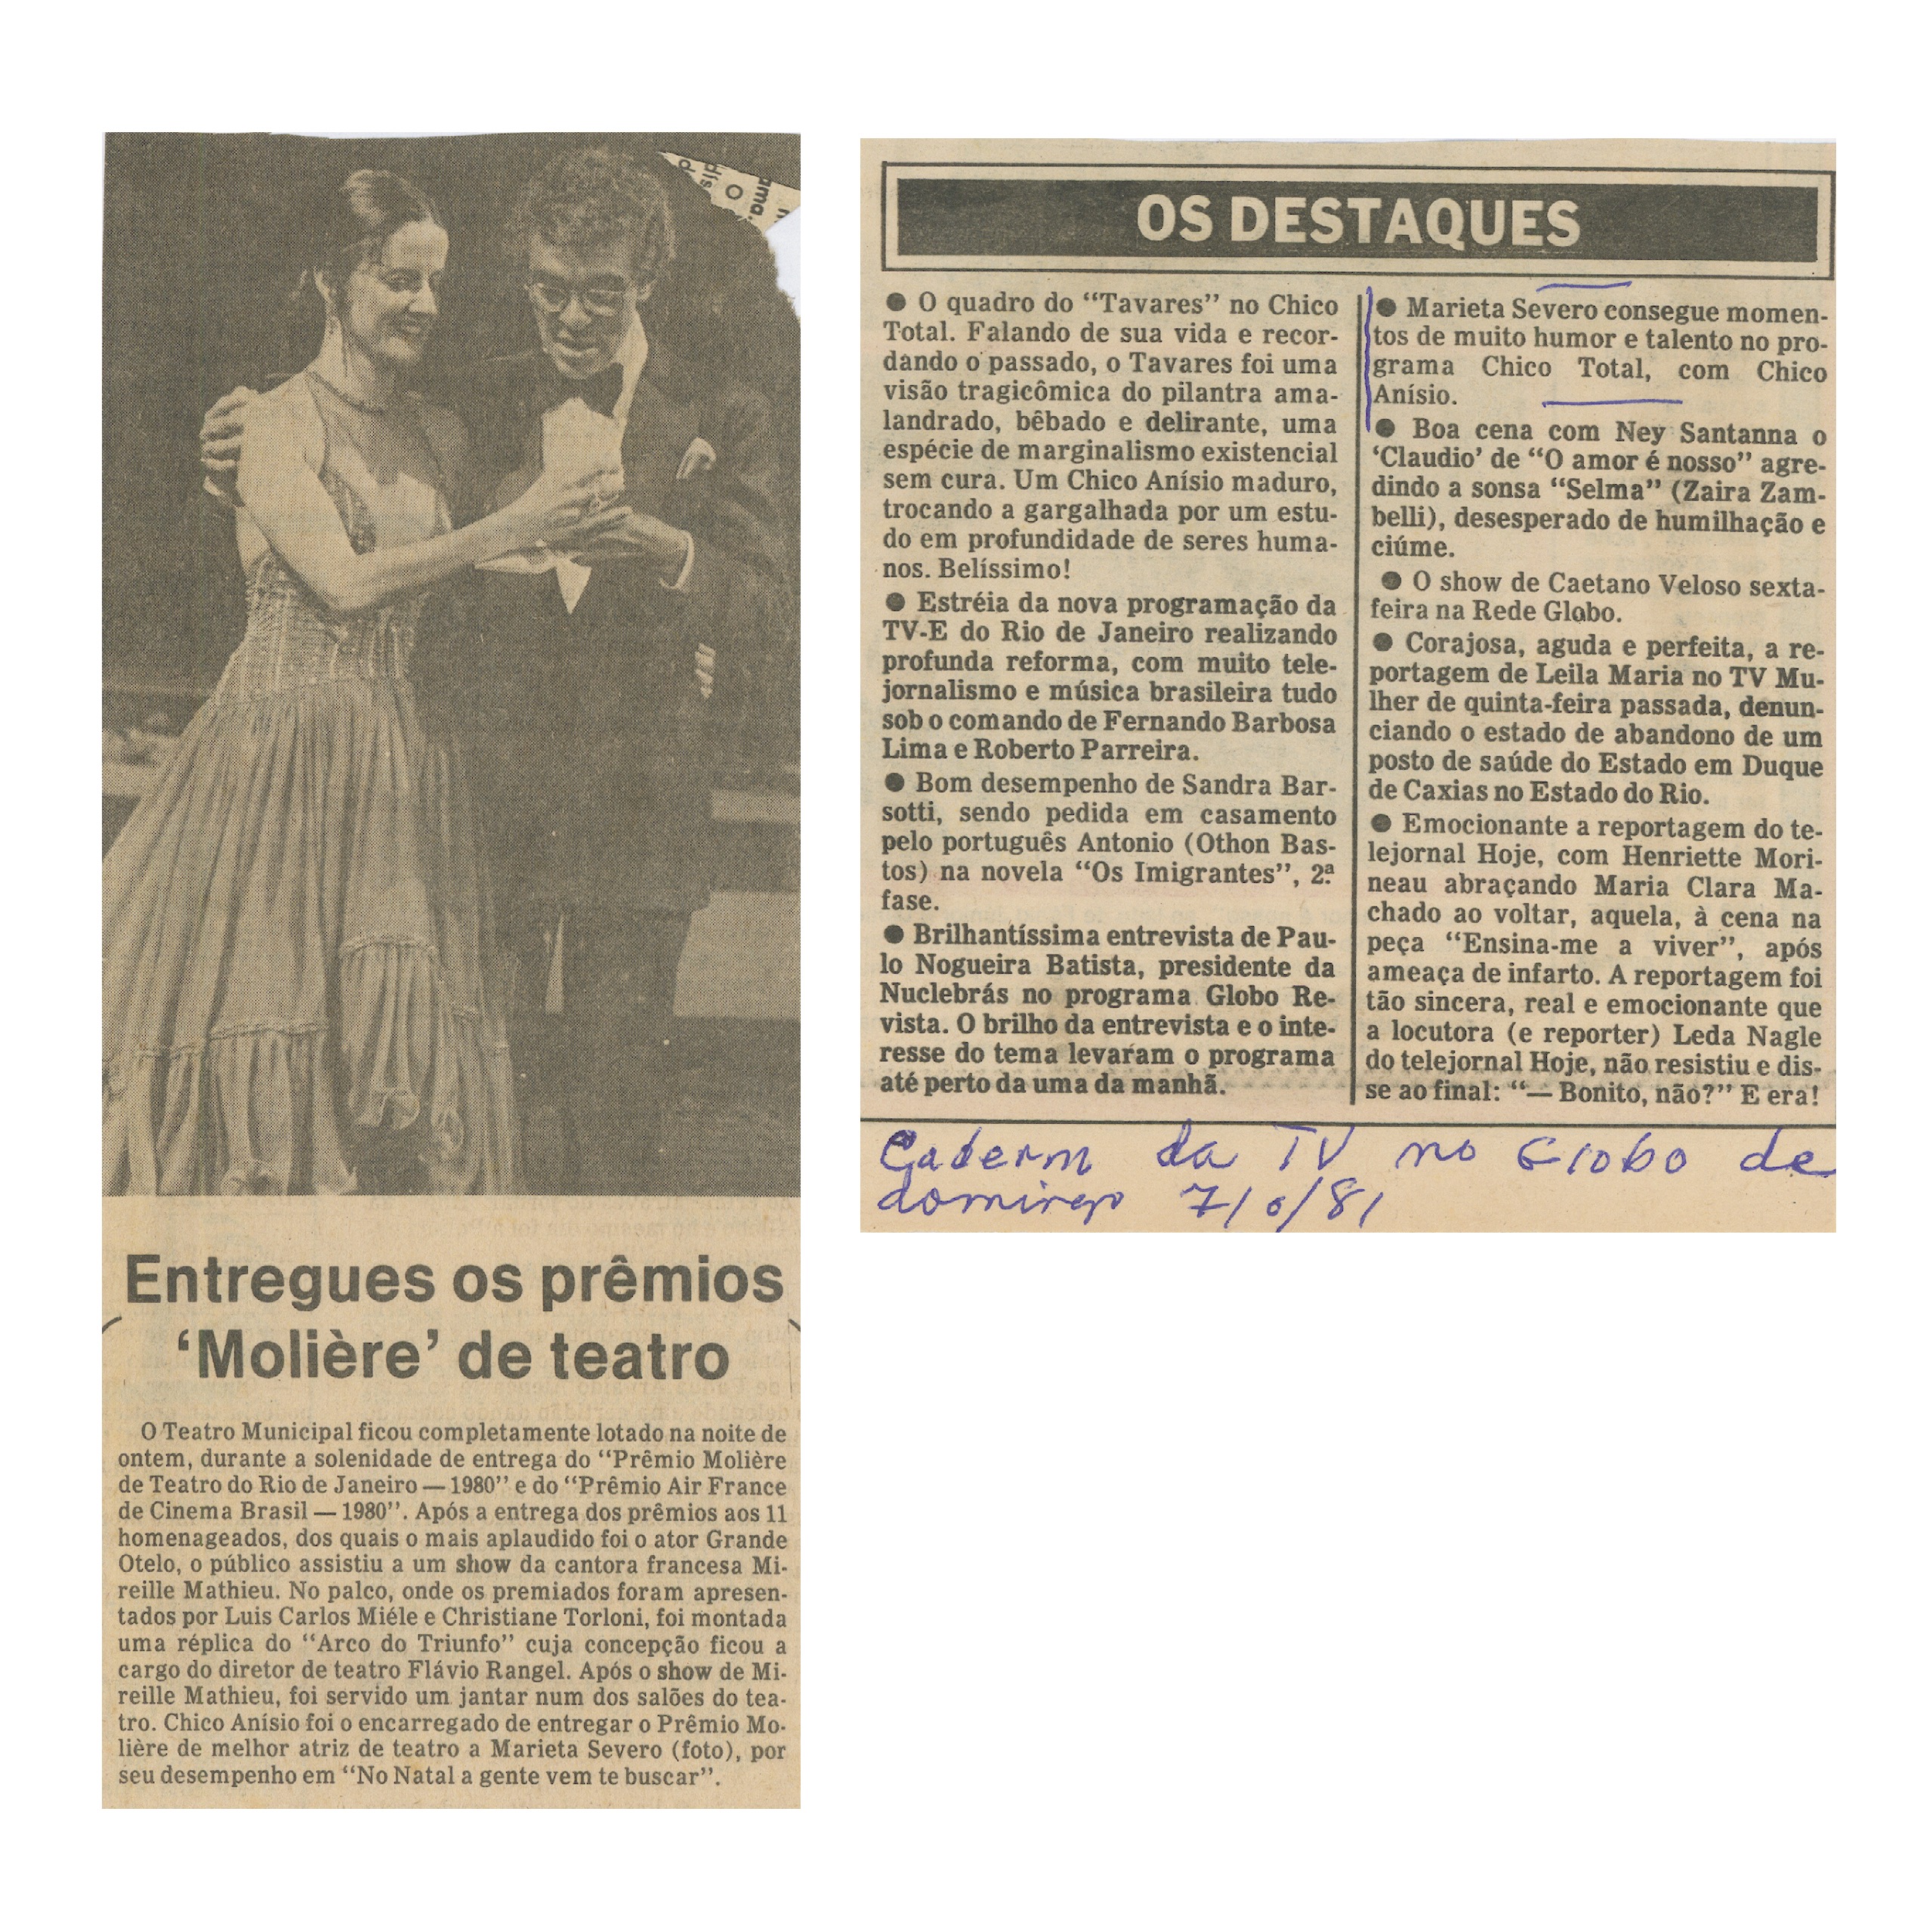 Entregues os prêmios
‘Molière’ de teatro
O Teatro Municipal ficou completamente lotado na noite de
ontem, durante a solenidade de entrega do “Prêmio Molière
de Teatro do Rio de Janeiro — 1980” e do “Prêmio Air France
de Cinema Brasil — 1980”. Após a entrega dos prêmios aos 11
homenageados, dos quais o mais aplaudido foi o ator Grande
Otelo, o público assistiu a um show da cantora francesa Mi-
reille Mathieu. No palco, onde os premiados foram apresen-
tados por Luis Carlos Miéle e Christiane Torloni, foi montada
uma réplica do “Arco do Triunfo” cuja concepção ficou a
cargo do diretor de teatro Flávio Rangel. Após o show de Mi-
reille Mathieu, foi servido um jantar num dos salões do tea-
tro. Chico Anísio foi o encarregado de entregar o Prêmio Mo-
lière de melhor atriz de teatro a Marieta Severo (foto), por
seu desempenho em “No Natal a gente vem te buscar”.
OS DESTAQUES
● O quadro do “Tavares” no Chico
Total. Falando de sua vida e recor-
dando o passado, o Tavares foi uma
visão tragicômica do pilantra ama-
landrado, bêbado e delirante, uma
espécie de marginalismo existencial
sem cura. Um Chico Anísio maduro,
trocando a gargalhada por um estu-
do em profundidade de seres huma-
nos. Belíssimo!
● Estréia da nova programação da
TV-E do Rio de Janeiro realizando
profunda reforma, com muito tele-
jornalismo e música brasileira tudo
sob o comando de Fernando Barbosa
Lima e Roberto Parreira.
● Bom desempenho de Sandra Bar-
sotti, sendo pedida em casamento
pelo português Antonio (Othon Bas-
tos) na novela “Os Imigrantes”, 2ª
fase.
● Brilhantíssima entrevista de Pau-
lo Nogueira Batista, presidente da
Nuclebrás no programa Globo Re-
vista. O brilho da entrevista e o inte-
resse do tema levaram o programa
até perto da uma da manhã.
● Marieta Severo consegue momen-
tos de muito humor e talento no pro-
grama Chico Total, com Chico
Anísio.
● Boa cena com Ney Santanna o
‘Claudio’ de “O amor é nosso” agre-
dindo a sonsa “Selma” (Zaira Zam-
belli), desesperado de humilhação e
ciúme.
● O show de Caetano Veloso sexta-
feira na Rede Globo.
● Corajosa, aguda e perfeita, a re-
portagem de Leila Maria no TV Mu-
lher de quinta-feira passada, denun-
ciando o estado de abandono de um
posto de saúde do Estado em Duque
de Caxias no Estado do Rio.
● Emocionante a reportagem do te-
lejornal Hoje, com Henriette Mori-
neau abraçando Maria Clara Ma-
chado ao voltar, aquela, à cena na
peça “Ensina-me a viver”, após
ameaça de infarto. A reportagem foi
tão sincera, real e emocionante que
a locutora (e reporter) Leda Nagle
do telejornal Hoje, não resistiu e dis-
se ao final: “— Bonito, não?” E era!
Caderno da TV no Globo de
domingo